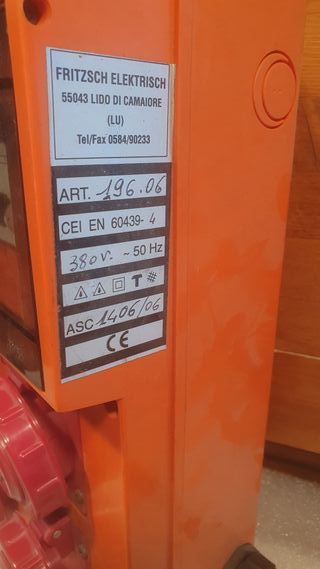 FRITZSCH ELEKTRISCH
55043 LIDO DI CAMAIORE
(LU)
Tel/Fax 0584/90233
ART. 196.06
CEI EN 60439-4
380 V. ~ 50 Hz
ASC 1406/06
CE